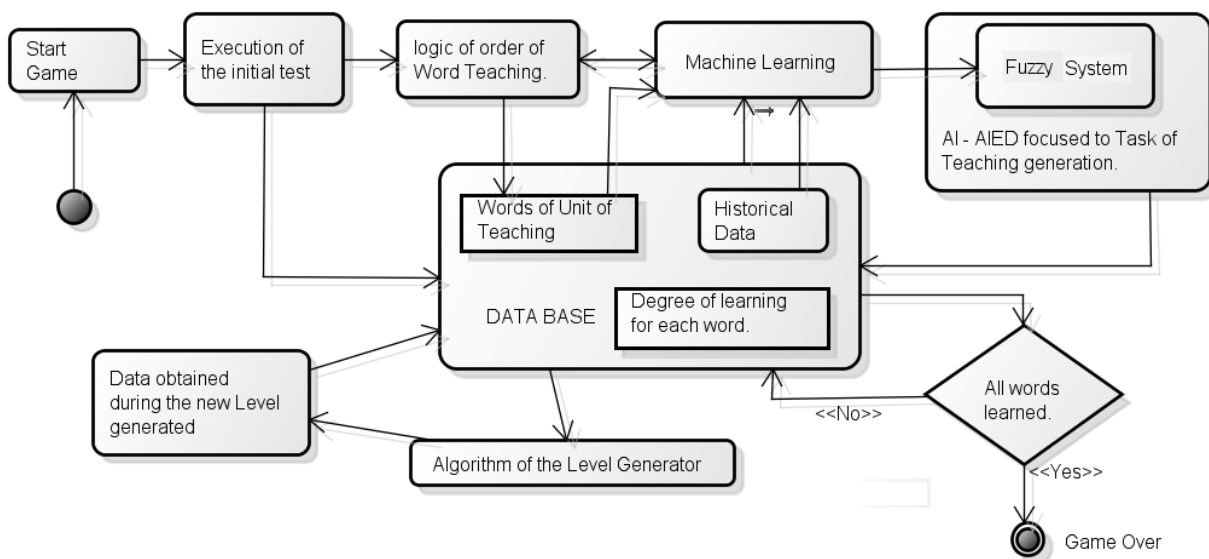 Start
Game
Execution of
the initial test
logic of order of
Word Teaching.
Machine Learning
Fuzzy System
AI - AIED focused to Task of
Teaching generation.
Words of Unit of
Teaching
Historical
Data
DATA BASE
Degree of learning
for each word.
Data obtained
during the new Level
generated
Algorithm of the Level Generator
All words
learned.
<<No>>
<<Yes>>
Game Over